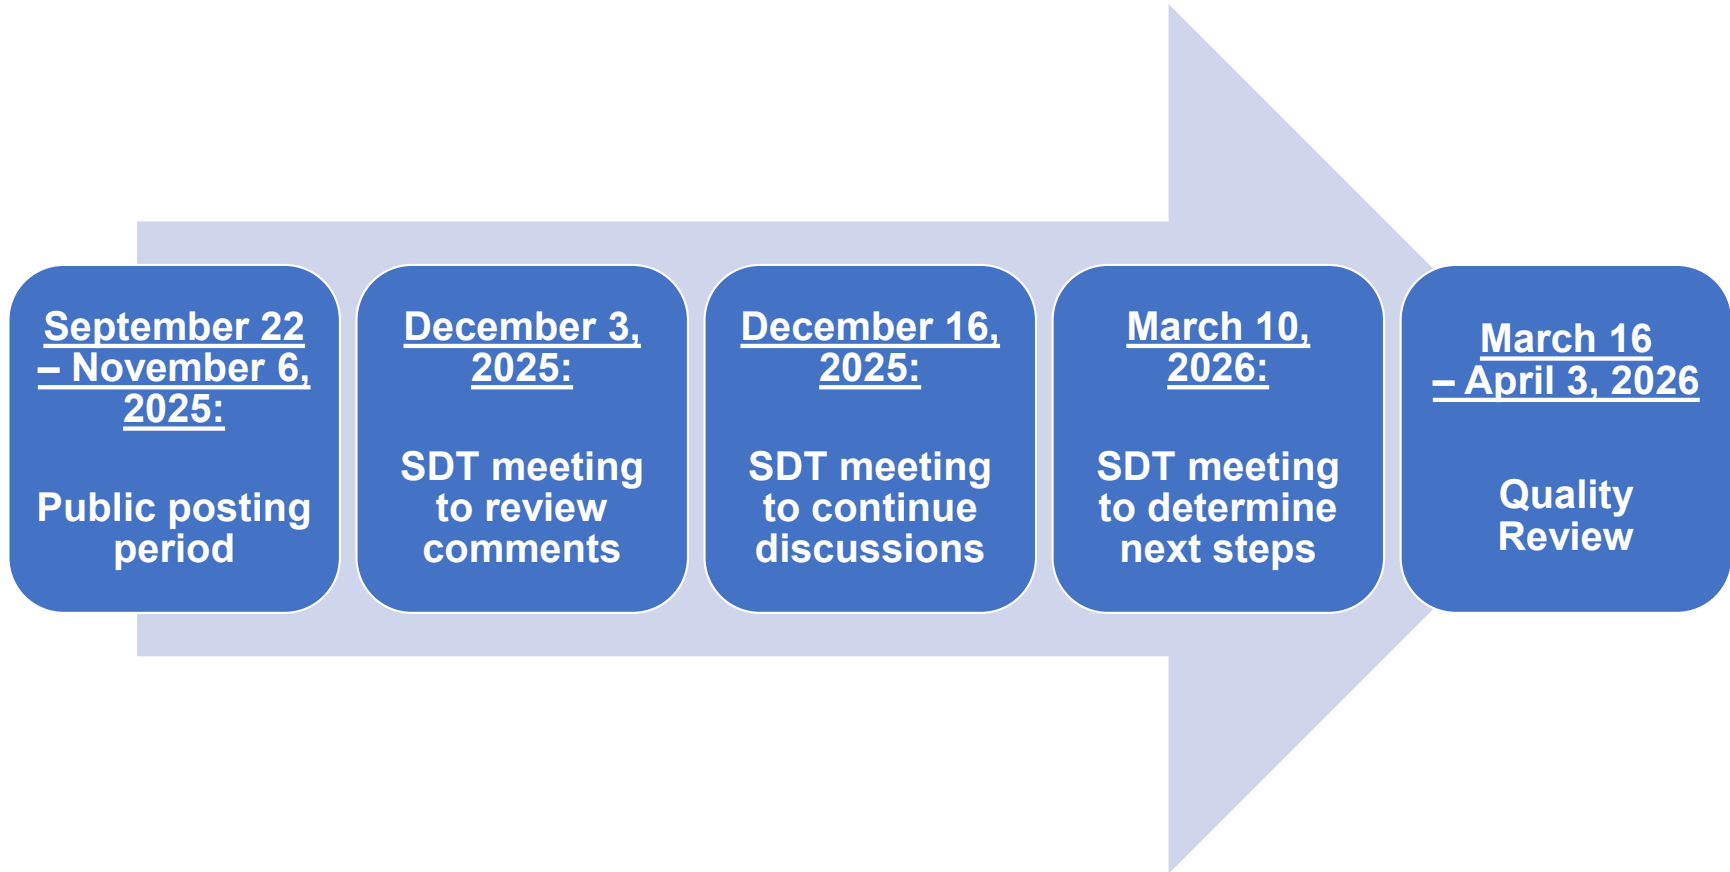 September 22
– November 6,
2025:
Public posting
period
December 3,
2025:
SDT meeting
to review
comments
December 16,
2025:
SDT meeting
to continue
discussions
March 10,
2026:
SDT meeting
to determine
next steps
March 16
– April 3, 2026
Quality
Review